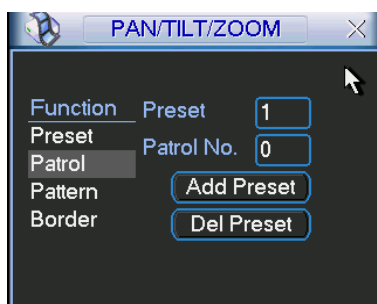 PAN/TILT/ZOOM
Function
Preset
Patrol
Pattern
Border
Preset 1
Patrol No. 0
Add Preset
Del Preset